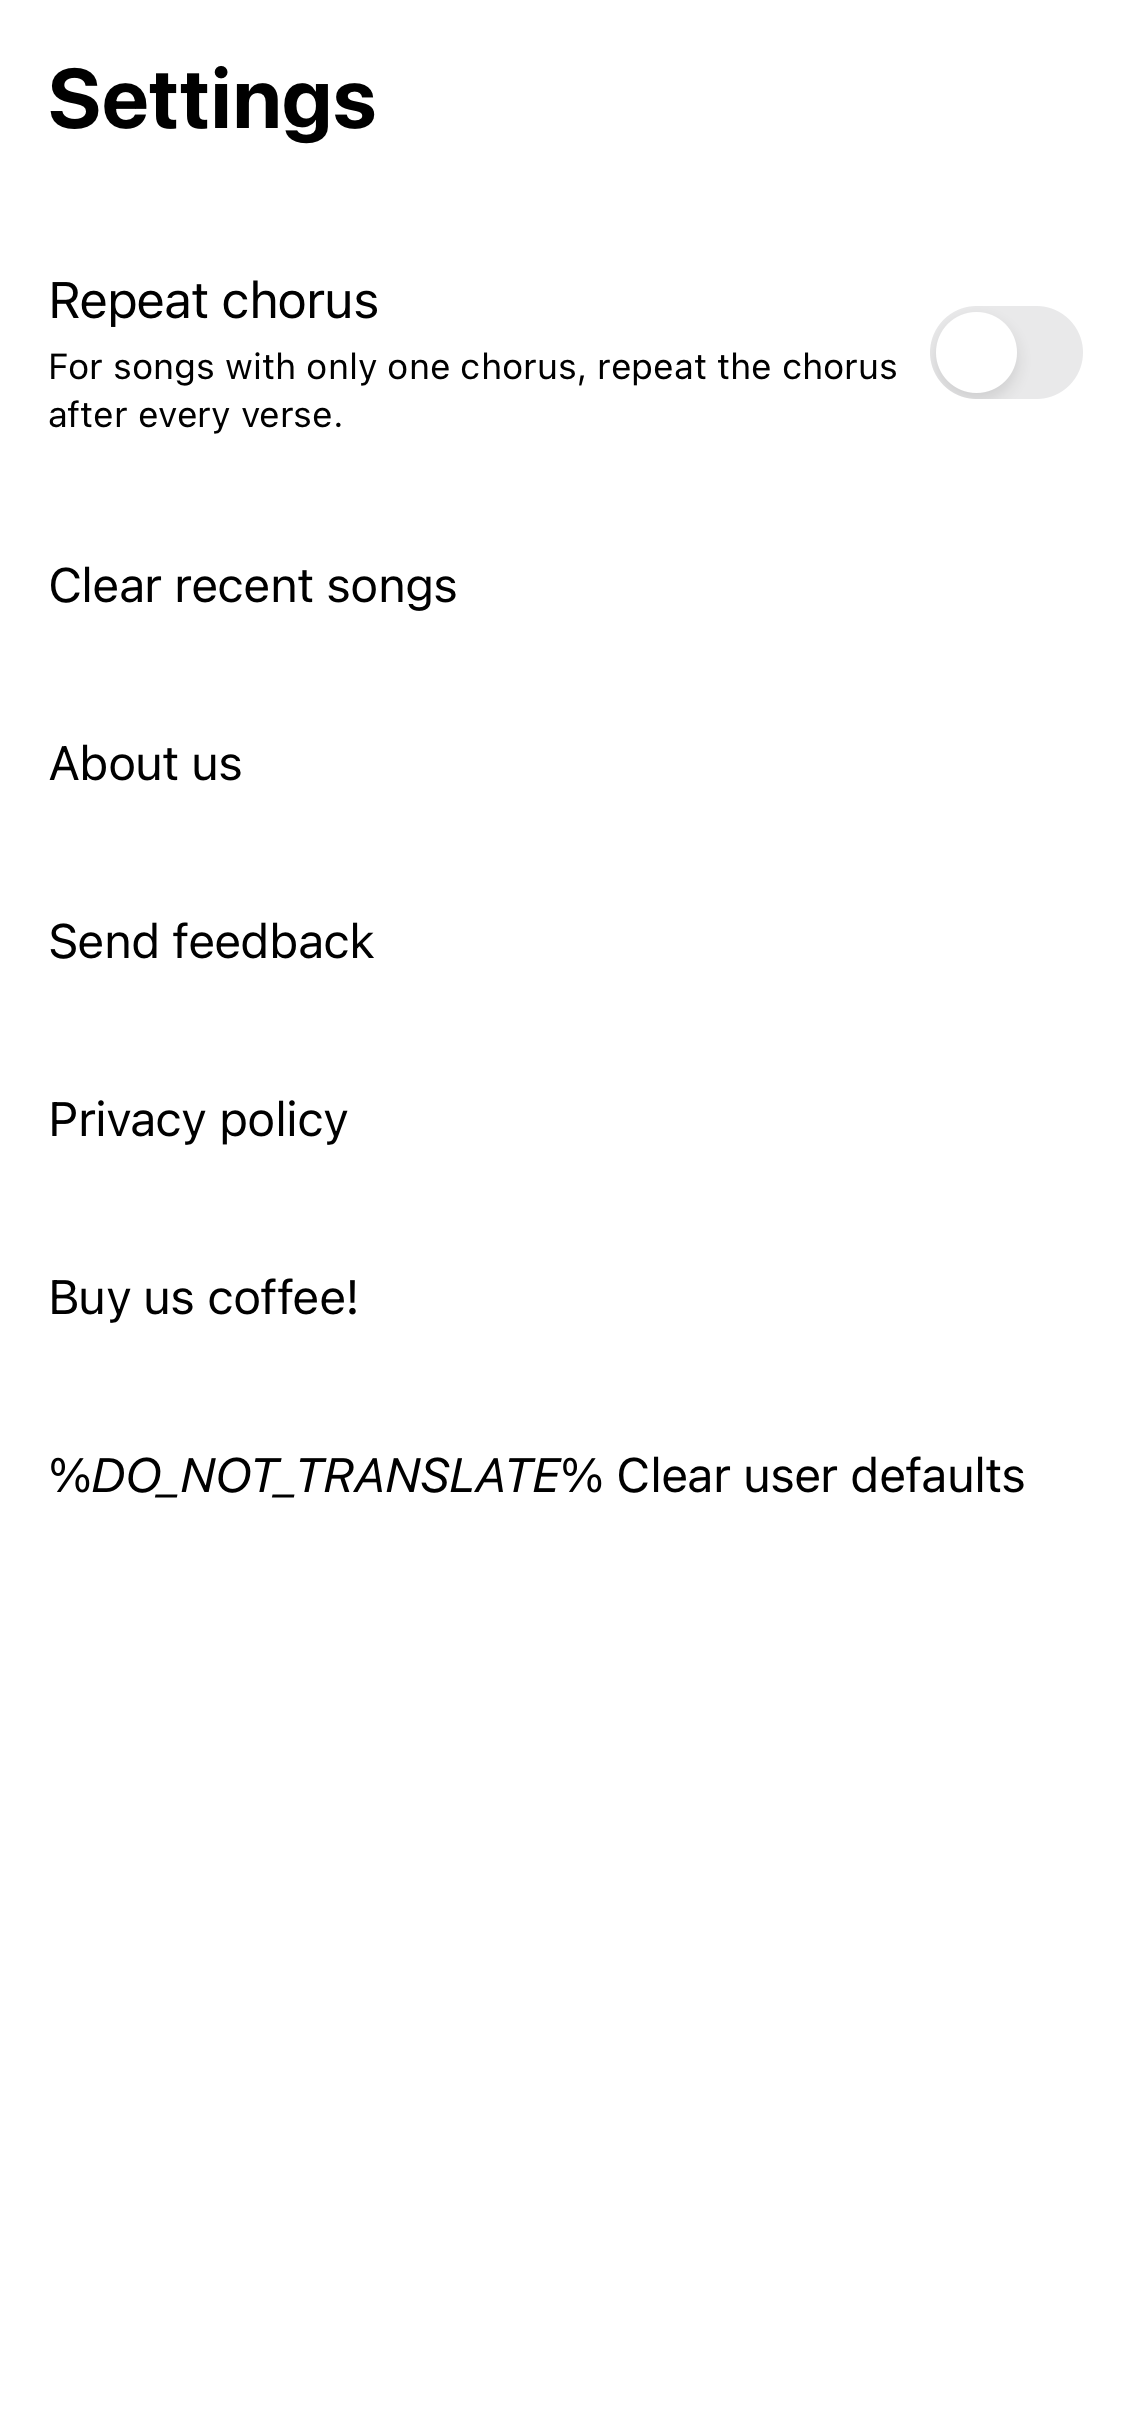 Settings
Repeat chorus
For songs with only one chorus, repeat the chorus
after every verse.
Clear recent songs
About us
Send feedback
Privacy policy
Buy us coffee!
%DO_NOT_TRANSLATE% Clear user defaults